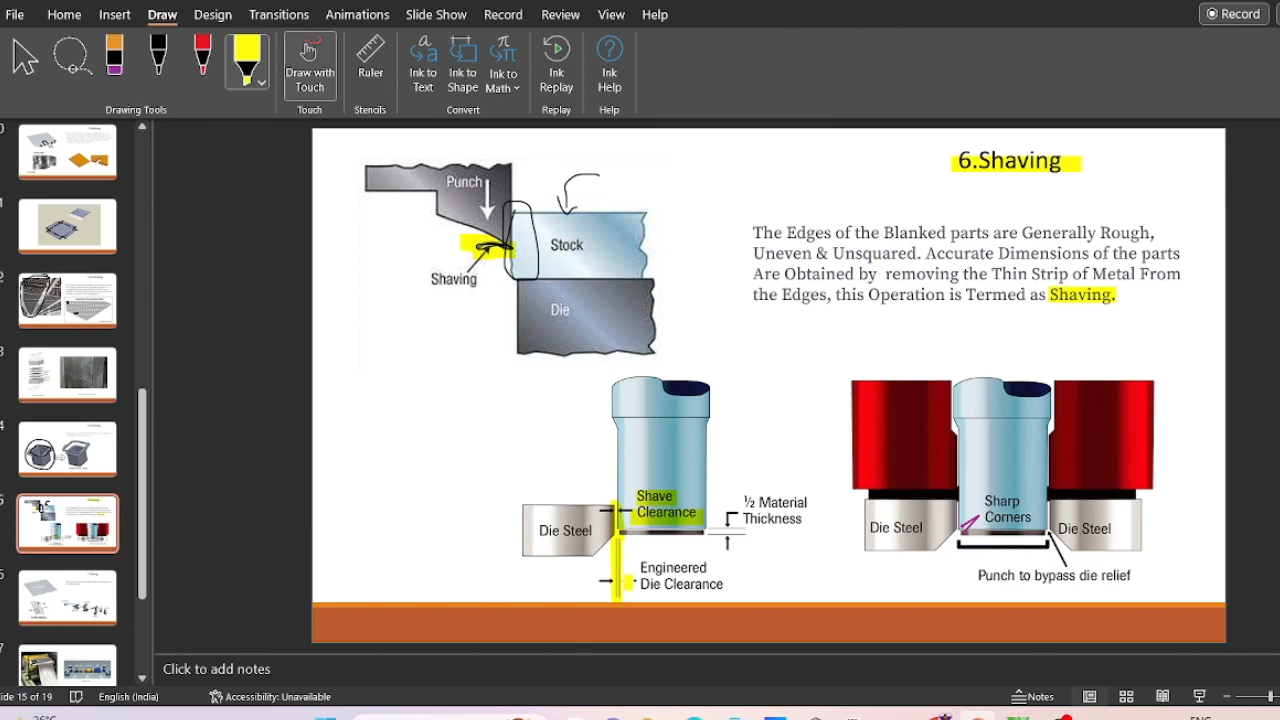 File Home Insert Draw Design Transitions Animations Slide Show Record Review View Help
Record
Draw with
Touch
Ruler
Ink to
Text
Ink to
Shape
Ink to
Math
Ink
Replay
Ink
Help
Drawing Tools
Touch
Stencils
Convert
Replay
Help
6.Shaving
Punch
Stock
Shaving
Die
The Edges of the Blanked parts are Generally Rough,
Uneven & Unsquared. Accurate Dimensions of the parts
Are Obtained by removing the Thin Strip of Metal From
the Edges, this Operation is Termed as Shaving.
Shave
Clearance
½ Material
Thickness
Die Steel
Engineered
Die Clearance
Sharp
Corners
Die Steel
Die Steel
Punch to bypass die relief
Click to add notes
lide 15 of 19
English (India)
Accessibility: Unavailable
Notes